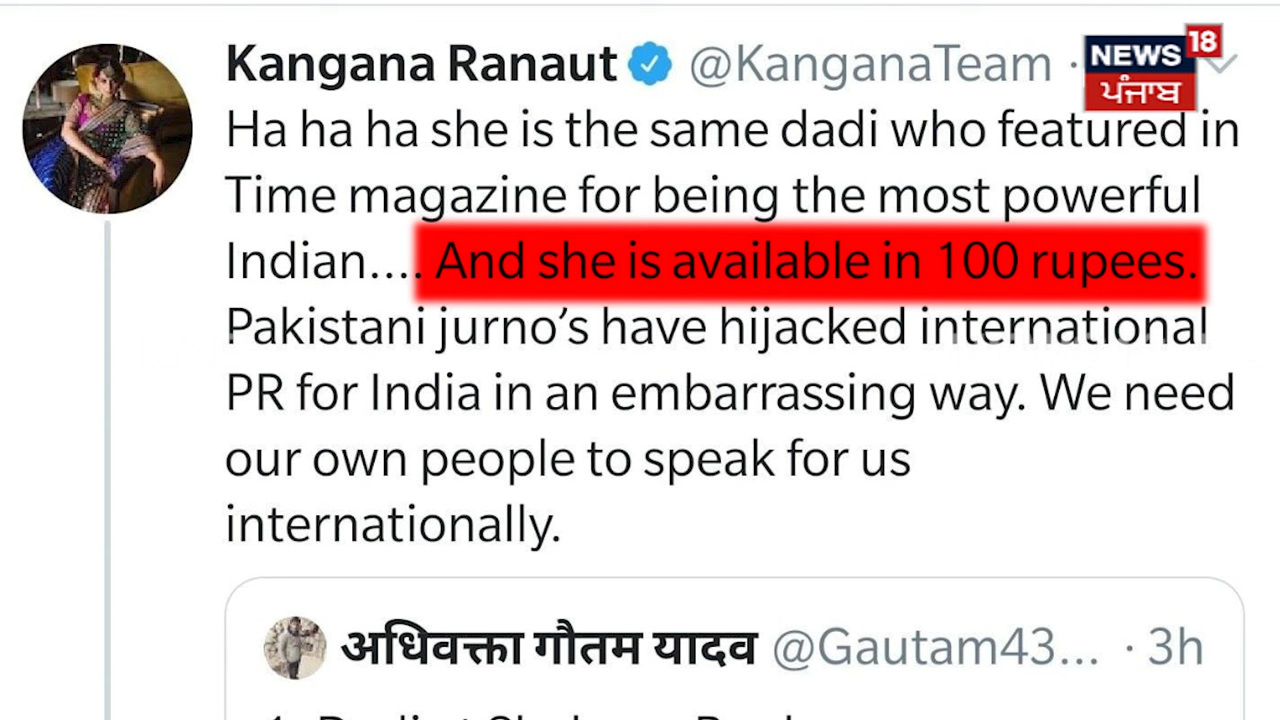 Kangana Ranaut @KanganaTeam ·
NEWS 18
ਪੰਜਾਬ
Ha ha ha she is the same dadi who featured in
Time magazine for being the most powerful
Indian.... And she is available in 100 rupees.
Pakistani jurno's have hijacked international
PR for India in an embarrassing way. We need
our own people to speak for us
internationally.
अधिवक्ता गौतम यादव @Gautam43... · 3h